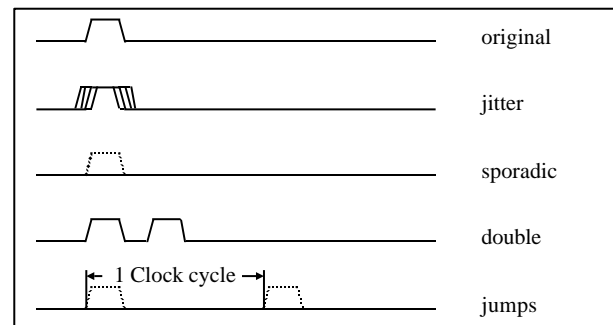 original
jitter
sporadic
double
1 Clock cycle
jumps